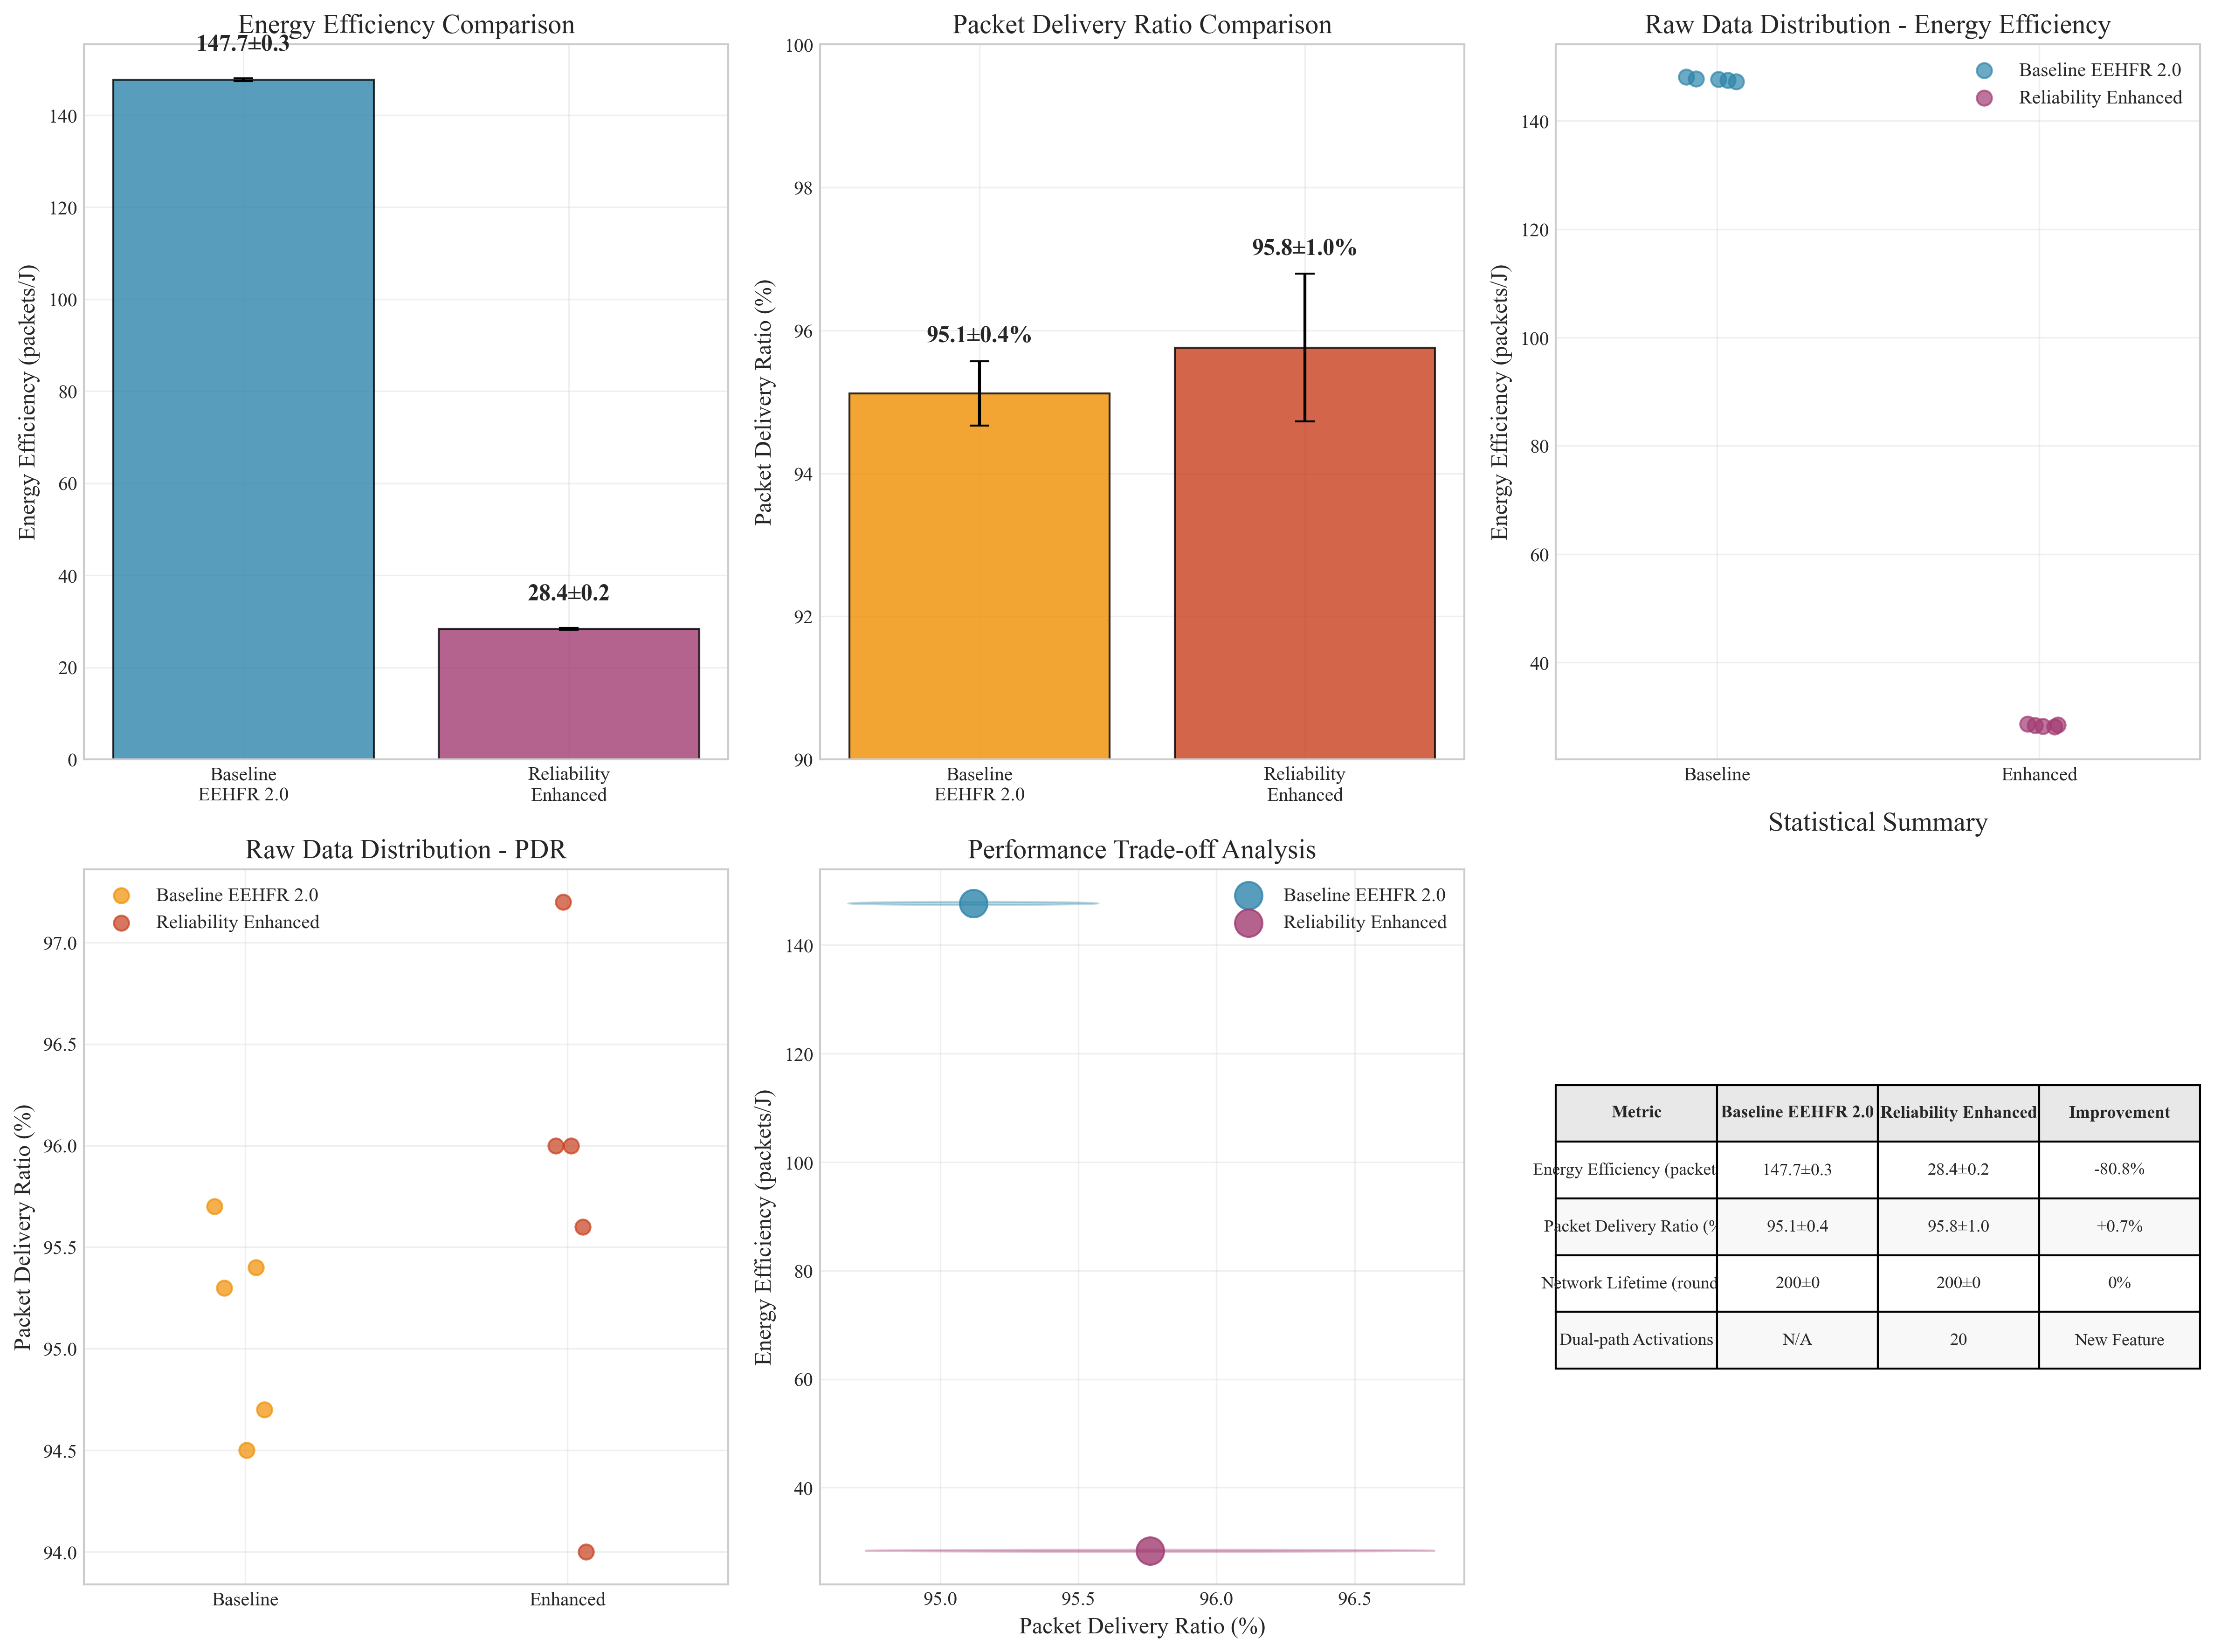 Energy Efficiency Comparison
147.7±0.3
28.4±0.2
Energy Efficiency (packets/J)
140
120
100
80
60
40
20
0
Baseline
EEHFR 2.0
Reliability
Enhanced
Packet Delivery Ratio Comparison
95.1±0.4%
95.8±1.0%
Packet Delivery Ratio (%)
100
98
96
94
92
90
Baseline
EEHFR 2.0
Reliability
Enhanced
Raw Data Distribution - Energy Efficiency
Baseline EEHFR 2.0
Reliability Enhanced
Energy Efficiency (packets/J)
140
120
100
80
60
40
Baseline
Enhanced
Raw Data Distribution - PDR
Baseline EEHFR 2.0
Reliability Enhanced
Packet Delivery Ratio (%)
97.0
96.5
96.0
95.5
95.0
94.5
94.0
Baseline
Enhanced
Performance Trade-off Analysis
Baseline EEHFR 2.0
Reliability Enhanced
Energy Efficiency (packets/J)
140
120
100
80
60
40
95.0
95.5
96.0
96.5
Packet Delivery Ratio (%)
Statistical Summary
Metric Baseline EEHFR 2.0 Reliability Enhanced Improvement
Energy Efficiency (packet 147.7±0.3 28.4±0.2 -80.8%
Packet Delivery Ratio (% 95.1±0.4 95.8±1.0 +0.7%
Network Lifetime (round 200±0 200±0 0%
Dual-path Activations N/A 20 New Feature